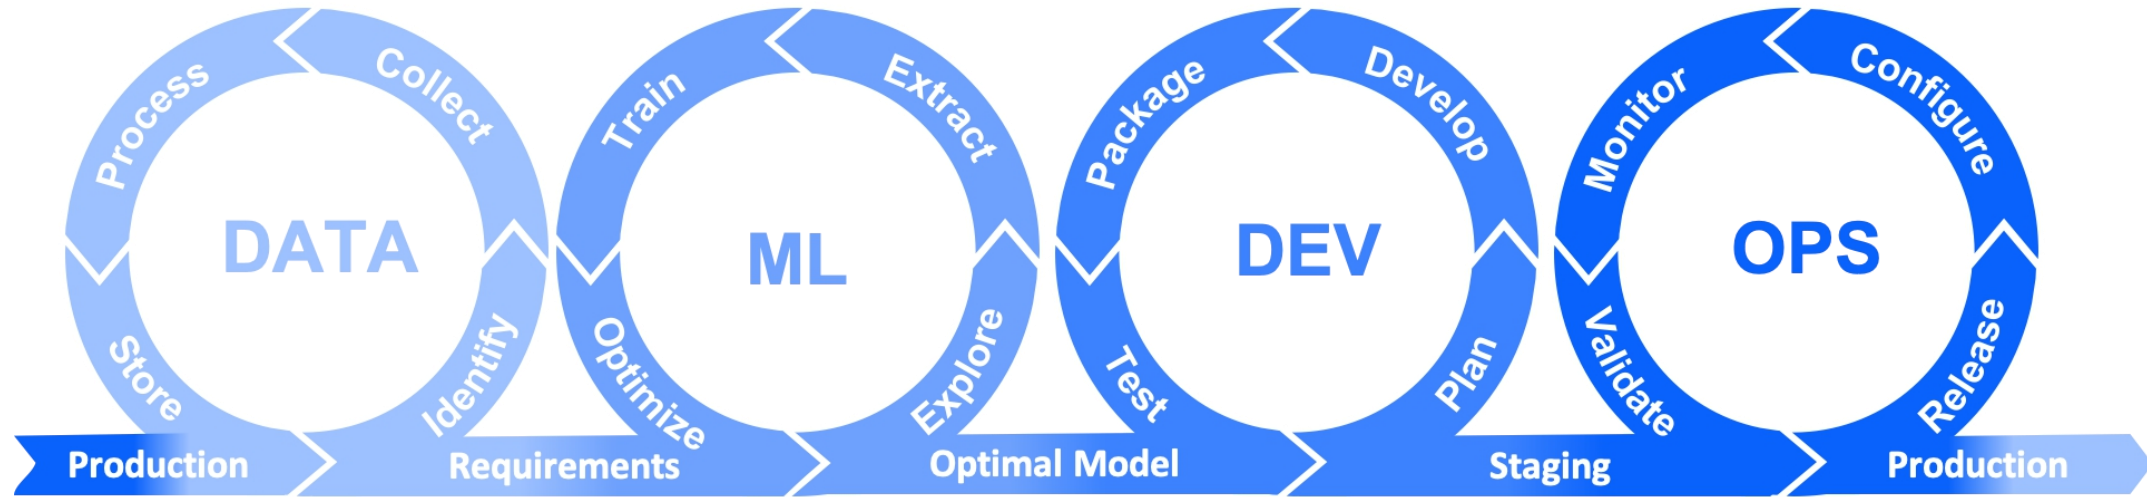 Process
Collect
Store
Identify
DATA
Train
Extract
Optimize
Explore
ML
Package
Develop
Test
Plan
DEV
Monitor
Configure
Validate
Release
OPS
Production
Requirements
Optimal Model
Staging
Production